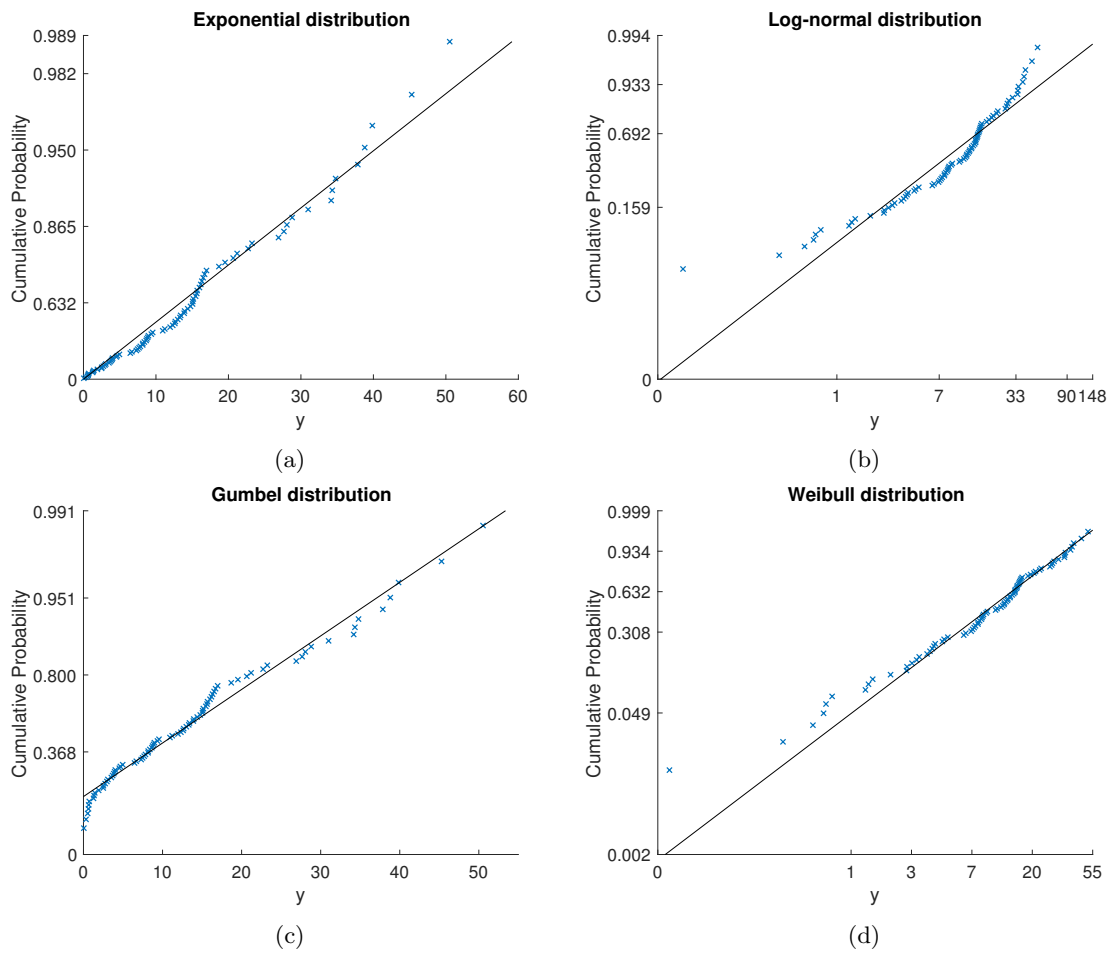 Exponential distribution
Cumulative Probability
0.989
0.982
0.950
0.865
0.632
0
0 10 20 30 40 50 60
y
(a)
Log-normal distribution
Cumulative Probability
0.994
0.933
0.692
0.159
0
0 1 7 33 90 148
y
(b)
Gumbel distribution
Cumulative Probability
0.991
0.951
0.800
0.368
0
0 10 20 30 40 50
y
(c)
Weibull distribution
Cumulative Probability
0.999
0.934
0.632
0.308
0.049
0.002
0 1 3 7 20 55
y
(d)